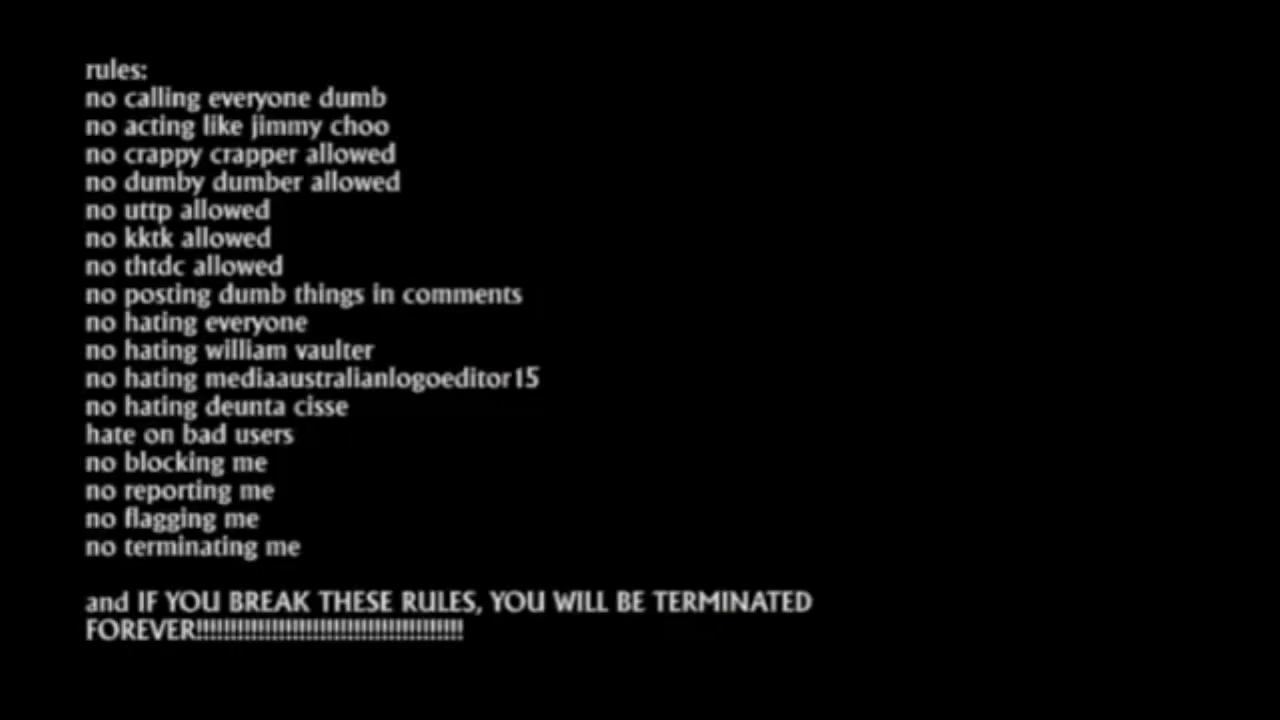 rules:
no calling everyone dumb
no acting like jimmy choo
no crappy crapper allowed
no dumby dumber allowed
no uttp allowed
no kktk allowed
no thtdc allowed
no posting dumb things in comments
no hating everyone
no hating william vaulter
no hating mediaaustralianlogoeditor15
no hating deunta cisse
hate on bad users
no blocking me
no reporting me
no flagging me
no terminating me
and IF YOU BREAK THESE RULES, YOU WILL BE TERMINATED
FOREVER!!!!!!!!!!!!!!!!!!!!!!!!!!!!!!!!!!!!!!!